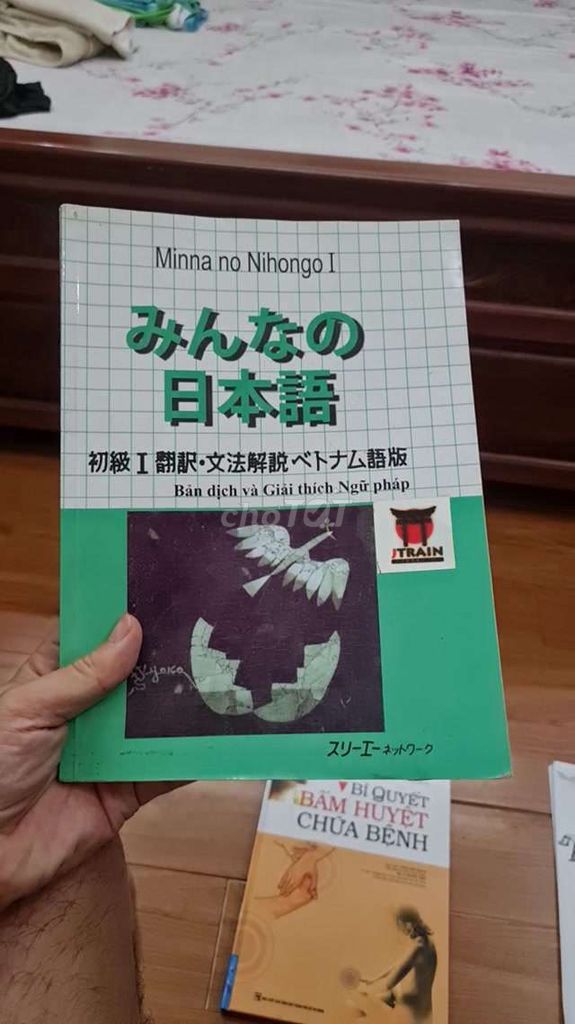 Minna no Nihongo I
みんなの
日本語
初級 I 翻訳・文法解説ベトナム語版
Bản dịch và Giải thích Ngữ pháp
chợTỐT
JTRAIN
スリーエーネットワーク
BÍ QUYẾT
BẤM HUYỆT
CHỮA BỆNH